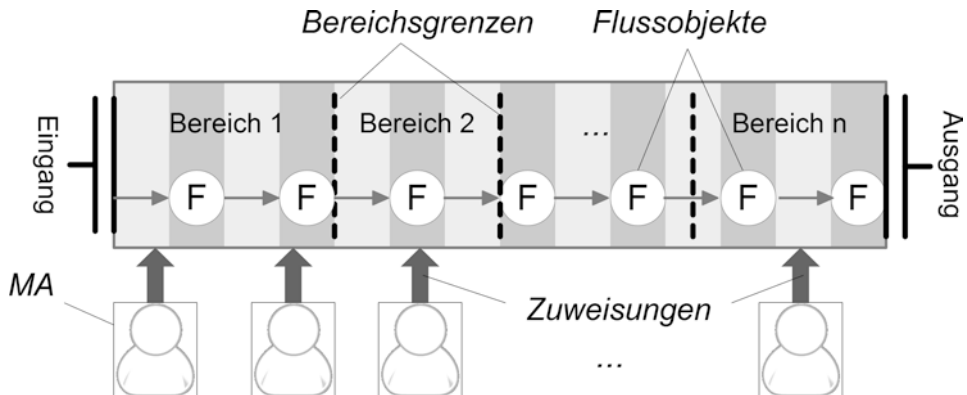 Bereichsgrenzen
Flussobjekte
Eingang
Bereich 1
Bereich 2
...
Bereich n
Ausgang
F
F
F
F
F
F
F
MA
Zuweisungen
...